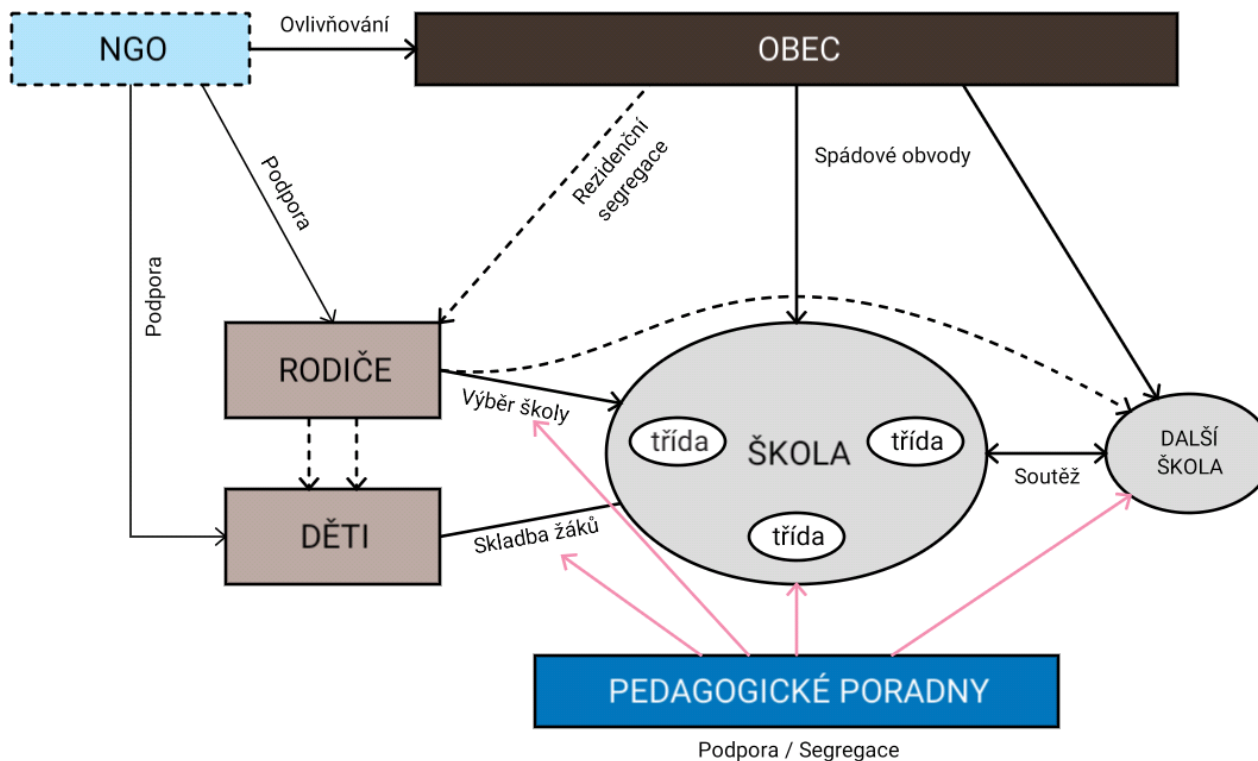 NGO
Ovlivňování
OBEC
Podpora
Podpora
Rezidenční
segregace
Spádové obvody
RODIČE
Výběr školy
třída
ŠKOLA
třída
třída
DALŠÍ
ŠKOLA
Soutěž
DĚTI
Skladba žáků
PEDAGOGICKÉ PORADNY
Podpora / Segregace